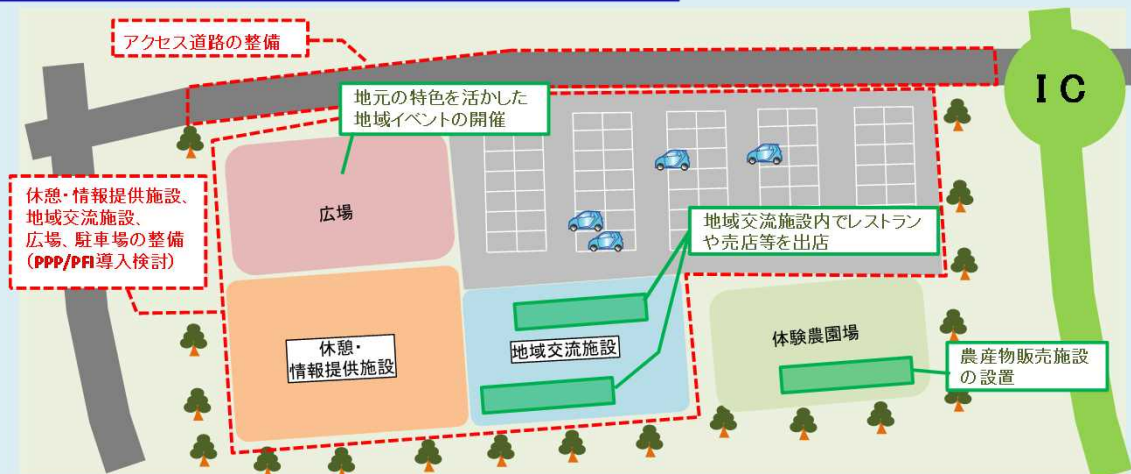 アクセス道路の整備
IC
地元の特色を活かした
地域イベントの開催
休憩・情報提供施設、
地域交流施設、
広場、駐車場の整備
(PPP/PFI導入検討)
広場
地域交流施設内でレストラン
や売店等を出店
休憩・
情報提供施設
地域交流施設
体験農園場
農産物販売施設
の設置